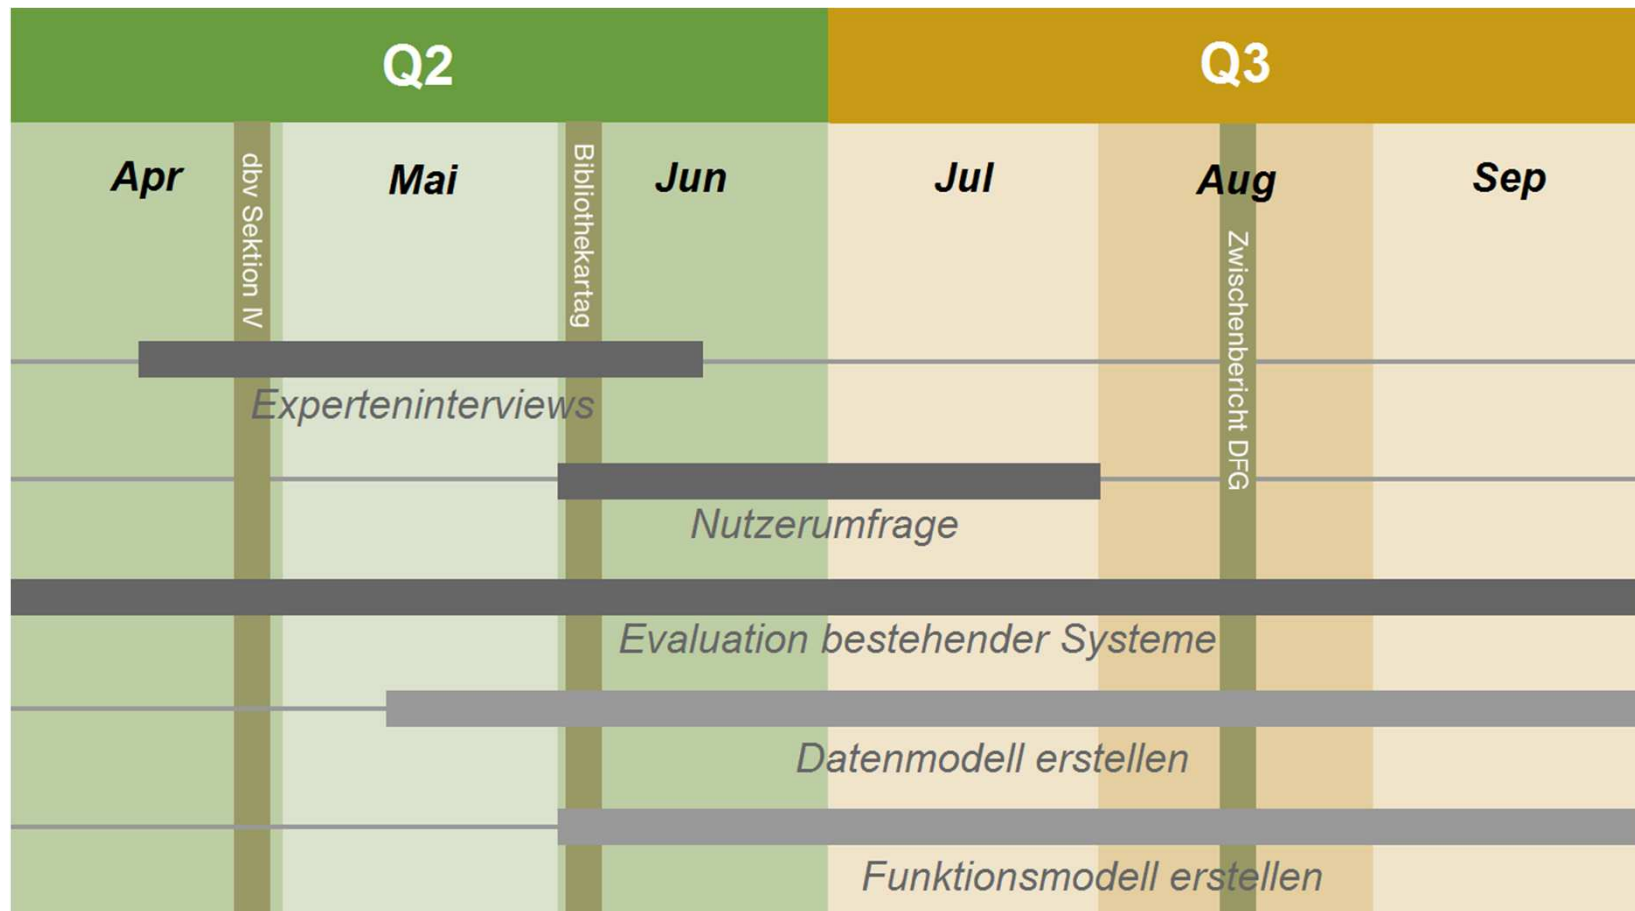 Q2
Q3
Apr
dbv Sektion IV
Mai
Bibliothekartag
Jun
Jul
Aug
Zwischenbericht DFG
Sep
Experteninterviews
Nutzerumfrage
Evaluation bestehender Systeme
Datenmodell erstellen
Funktionsmodell erstellen